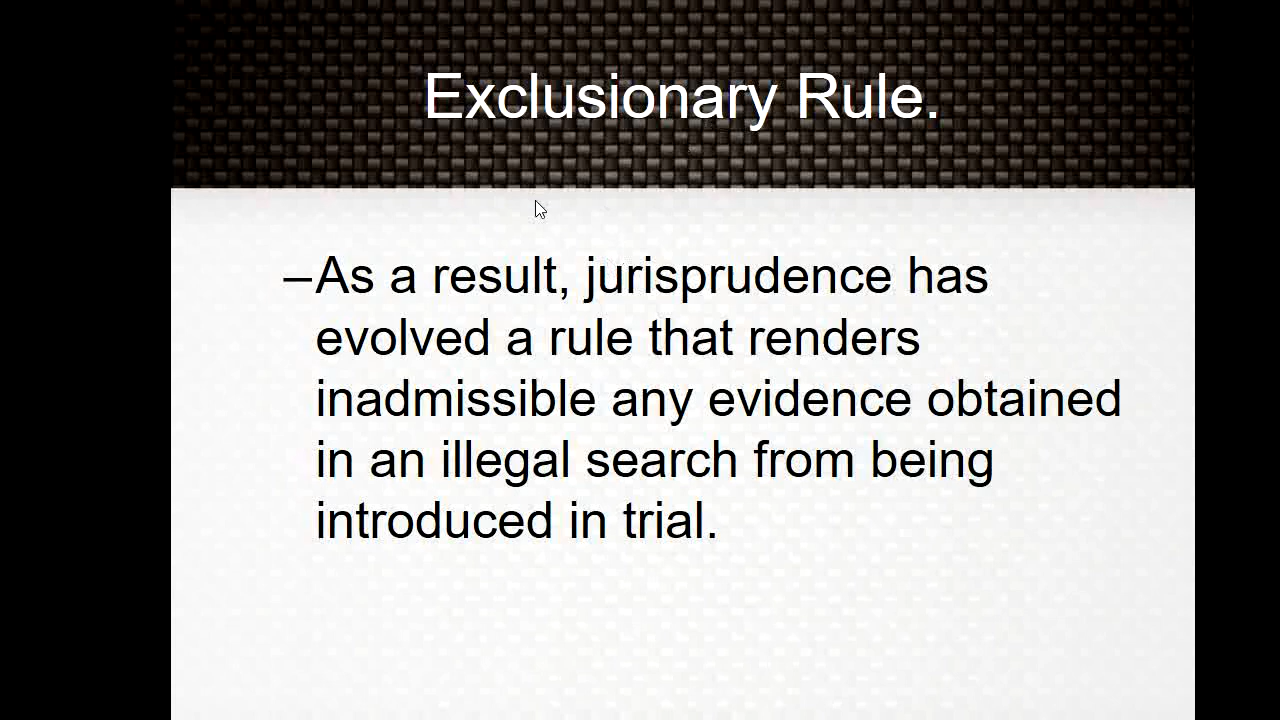 Exclusionary Rule.
–As a result, jurisprudence has
evolved a rule that renders
inadmissible any evidence obtained
in an illegal search from being
introduced in trial.